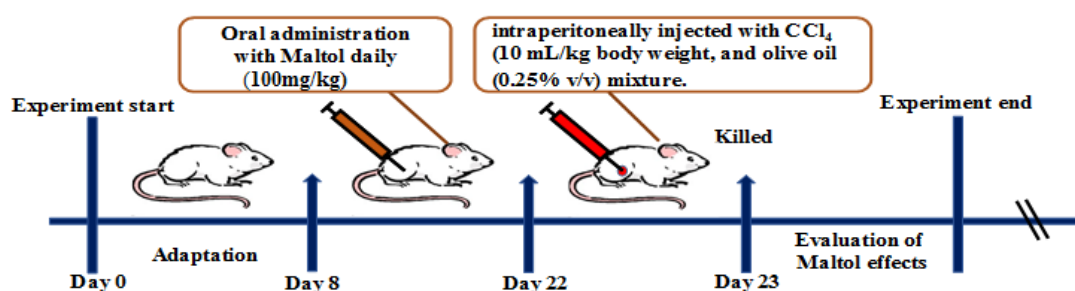 Oral administration
with Maltol daily
(100mg/kg)
intraperitoneally injected with CCl₄
(10 mL/kg body weight, and olive oil
(0.25% v/v) mixture.
Experiment start
Killed
Experiment end
Adaptation
Evaluation of
Maltol effects
Day 0
Day 8
Day 22
Day 23